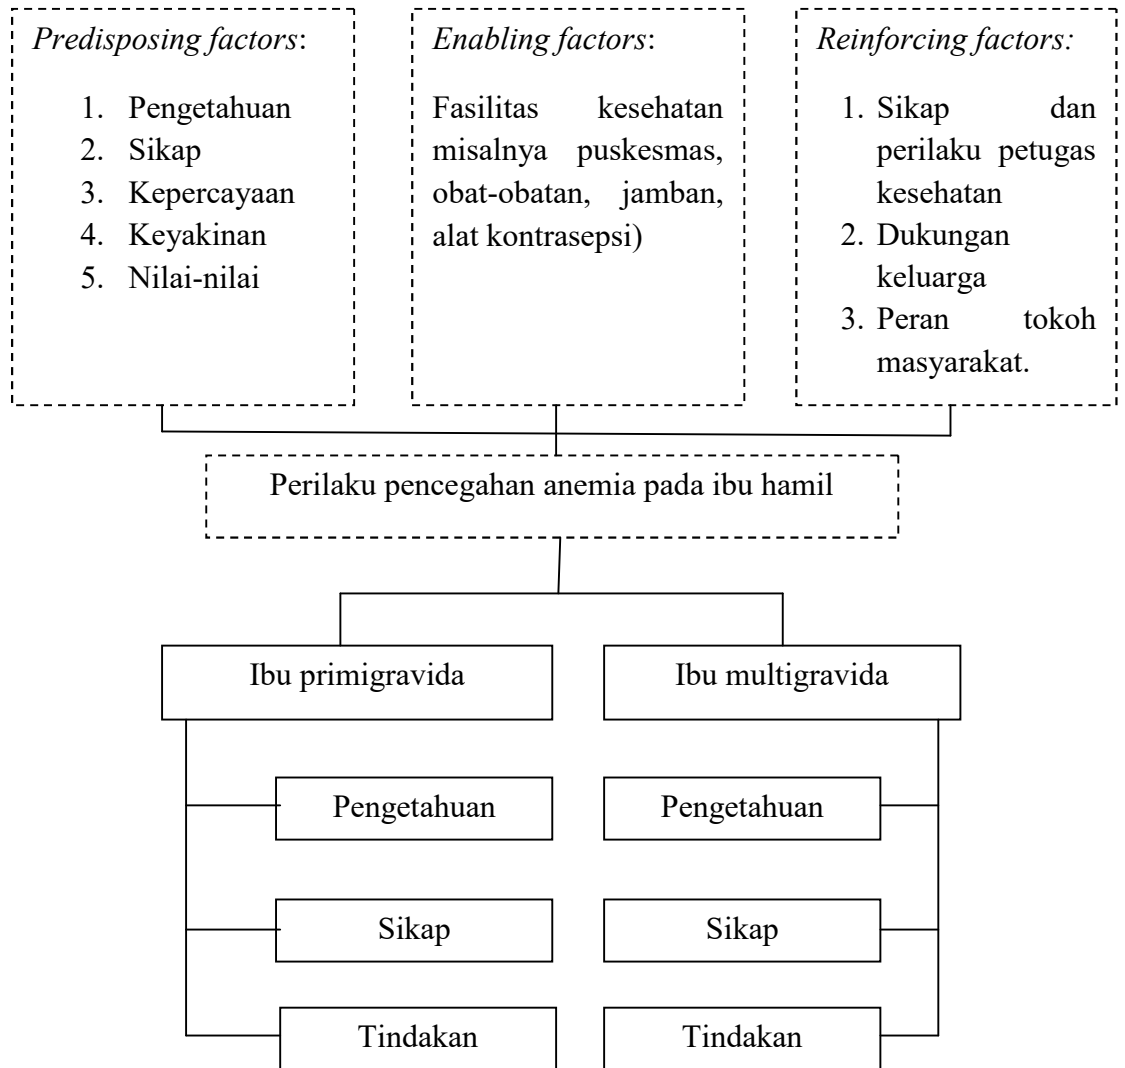 Predisposing factors:
1. Pengetahuan
2. Sikap
3. Kepercayaan
4. Keyakinan
5. Nilai-nilai
Enabling factors:
Fasilitas kesehatan
misalnya puskesmas,
obat-obatan, jamban,
alat kontrasepsi)
Reinforcing factors:
1. Sikap dan
perilaku petugas
kesehatan
2. Dukungan
keluarga
3. Peran tokoh
masyarakat.
Perilaku pencegahan anemia pada ibu hamil
Ibu primigravida
Ibu multigravida
Pengetahuan
Pengetahuan
Sikap
Sikap
Tindakan
Tindakan